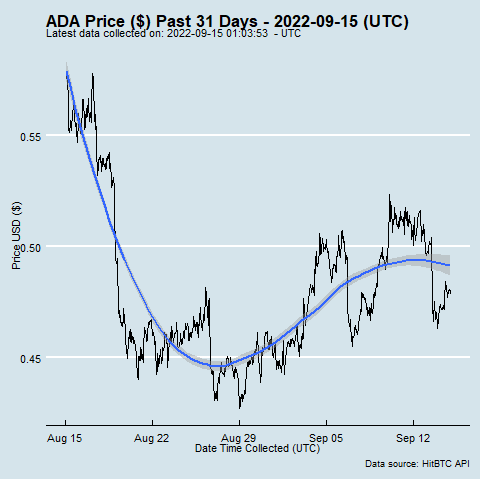 ADA Price ($) Past 31 Days - 2022-09-15 (UTC)
Latest data collected on: 2022-09-15 01:03:53 - UTC
Price USD ($)
0.55
0.50
0.45
Aug 15 Aug 22 Aug 29 Sep 05 Sep 12
Date Time Collected (UTC)
Data source: HitBTC API